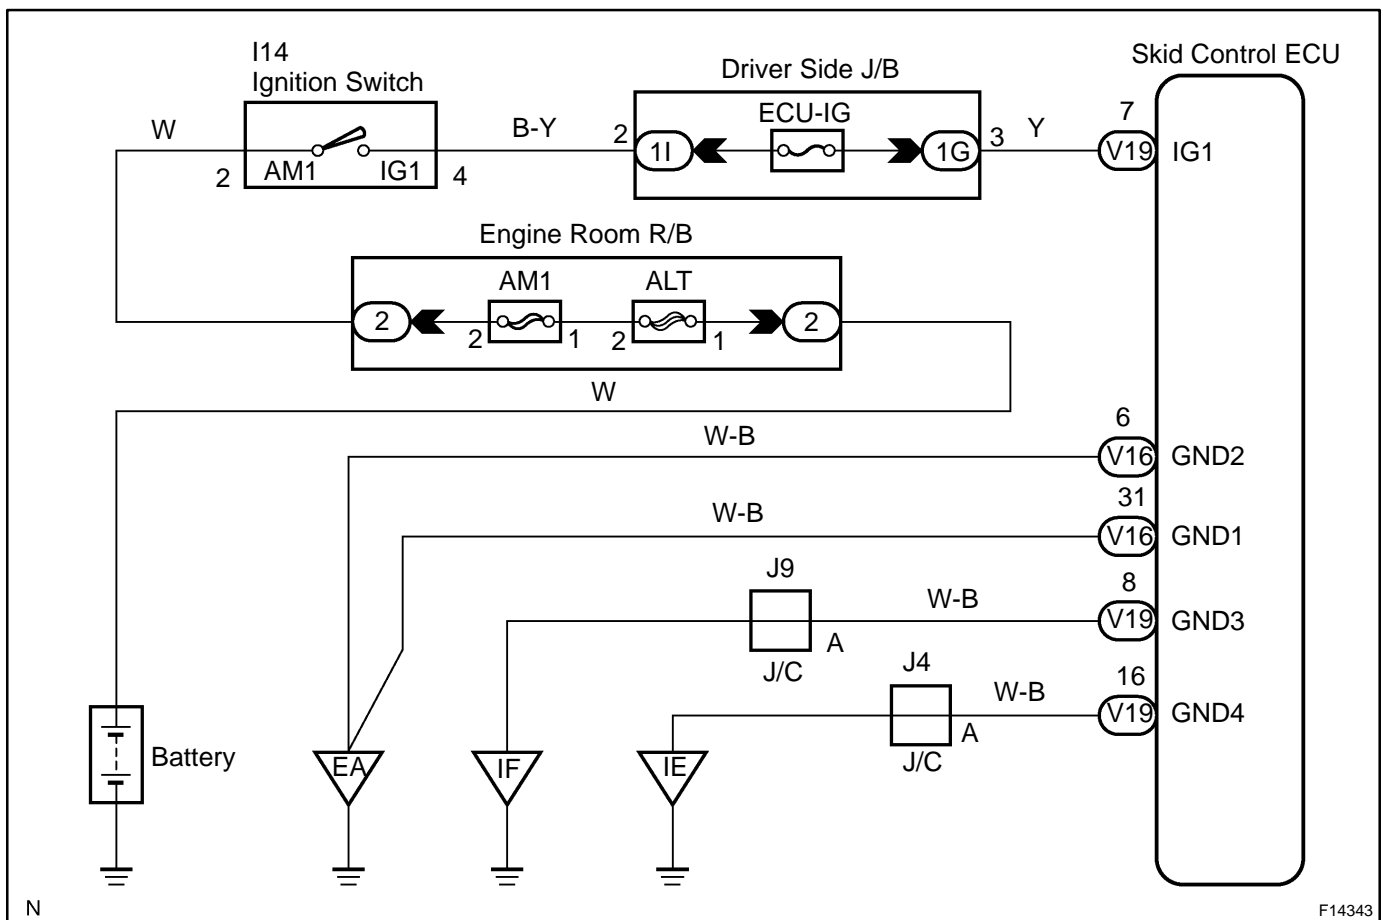 I14
Ignition Switch
Driver Side J/B
Skid Control ECU
W
B-Y
ECU-IG
2
1I
1G
3
Y
7
V19
IG1
2
AM1
IG1
4
Engine Room R/B
AM1
ALT
2
2
1
2
1
2
W
W-B
6
V16
GND2
W-B
31
V16
GND1
J9
W-B
8
V19
GND3
A
J/C
J4
W-B
16
V19
GND4
A
J/C
Battery
EA
IF
IE
N
F14343